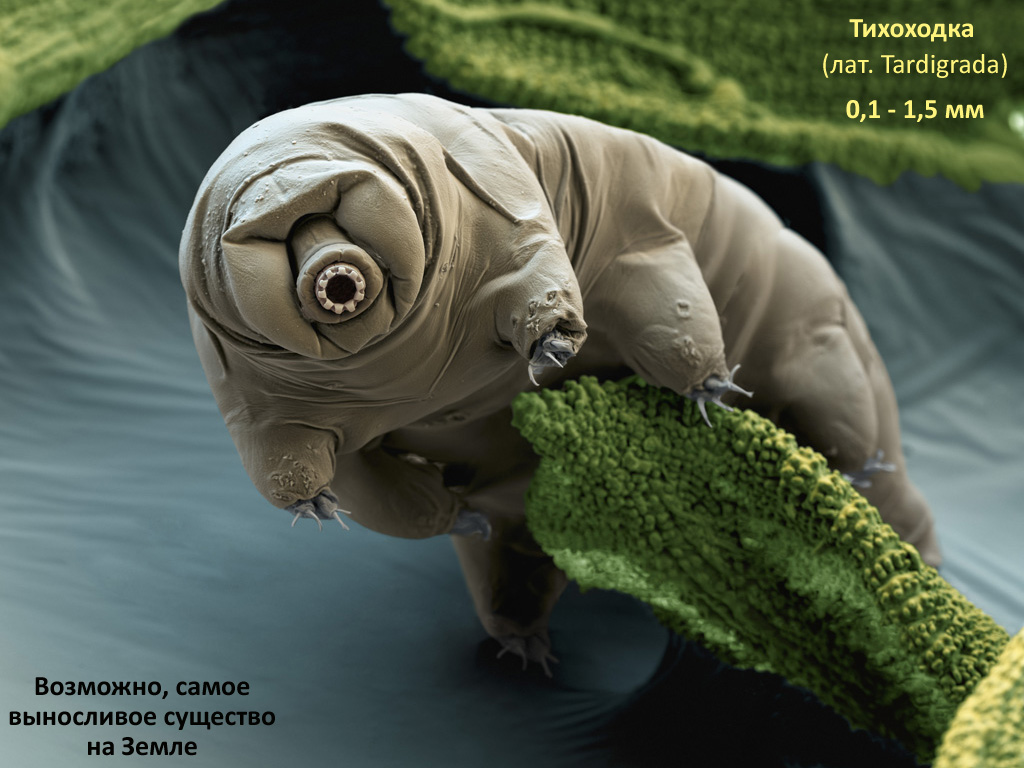 Тихоходка
(лат. Tardigrada)
0,1 - 1,5 мм
Возможно, самое
выносливое существо
на Земле